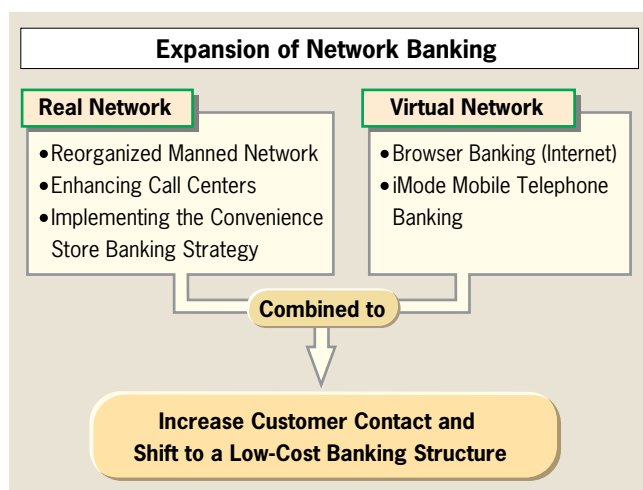 Expansion of Network Banking
Real Network
•Reorganized Manned Network
•Enhancing Call Centers
•Implementing the Convenience
Store Banking Strategy
Virtual Network
•Browser Banking (Internet)
•iMode Mobile Telephone
Banking
Combined to
Increase Customer Contact and
Shift to a Low-Cost Banking Structure